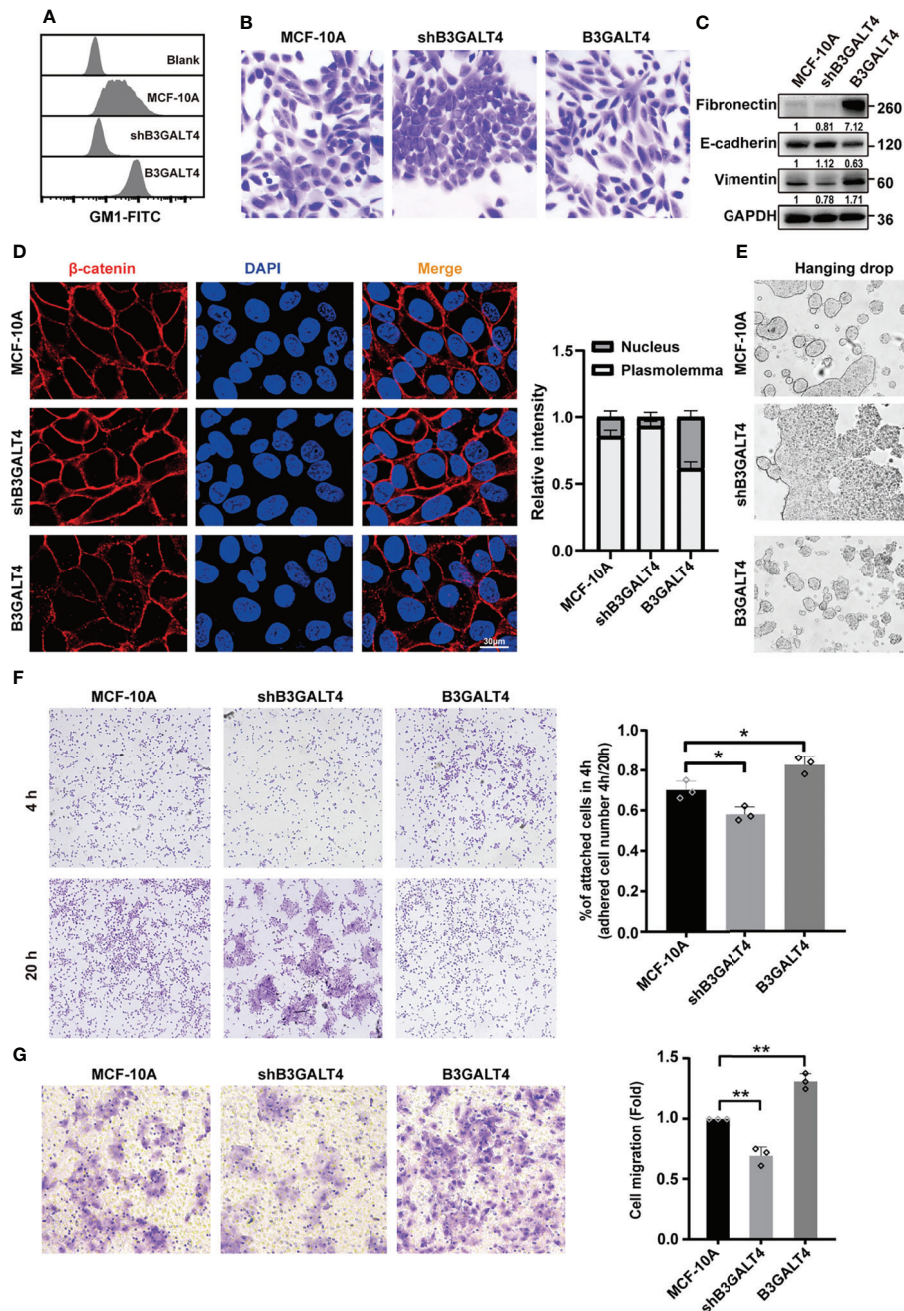 A
Blank
MCF-10A
shB3GALT4
B3GALT4
GM1-FITC
B
MCF-10A shB3GALT4 B3GALT4
C
MCF-10A shB3GALT4 B3GALT4
Fibronectin 260
1 0.81 7.12
E-cadherin 120
1 1.12 0.63
Vimentin 60
1 0.78 1.71
GAPDH 36
D
β-catenin DAPI Merge
MCF-10A
shB3GALT4
B3GALT4
30μm
Relative intensity
1.5
1.0
0.5
0.0
Nucleus
Plasmolemma
MCF-10A shB3GALT4 B3GALT4
E
Hanging drop
MCF-10A
shB3GALT4
B3GALT4
F
MCF-10A shB3GALT4 B3GALT4
4 h
20 h
%of attached cells in 4h
(adhered cell number 4h/20h)
1.0
0.8
0.6
0.4
0.2
0.0
*
*
MCF-10A shB3GALT4 B3GALT4
G
MCF-10A shB3GALT4 B3GALT4
Cell migration (Fold)
1.5
1.0
0.5
0.0
**
**
MCF-10A shB3GALT4 B3GALT4